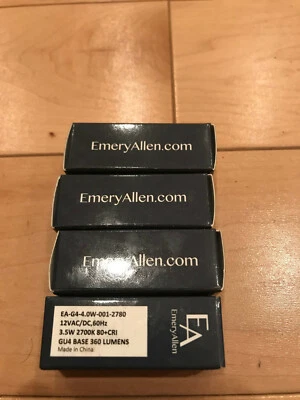 EmeryAllen.com
EmeryAllen.com
EmeryAllen.com
EA-G4-4.0W-001-2780
12VAC/DC,60Hz
3.5W 2700K 80+CRI
GU4 BASE 360 LUMENS
Made in China
EA
EmeryAllen